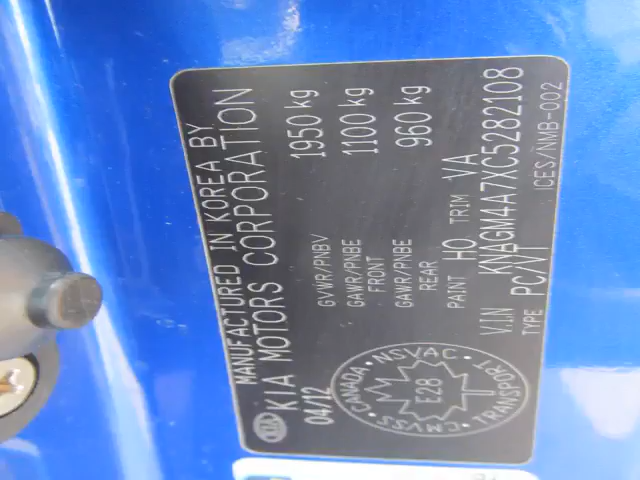 MANUFACTURED IN KOREA BY
KIA MOTORS CORPORATION
04/12
GVWR/PNBV 1950 kg
GAWR/PNBE FRONT 1100 kg
GAWR/PNBE REAR 960 kg
PAINT HO TRIM VA
V.I.N KNAGM4A7XC5282108
TYPE PC/VT ICES/NMB-002
KIA
CANADA NSVAC TRANSPORT CMVSS
E28